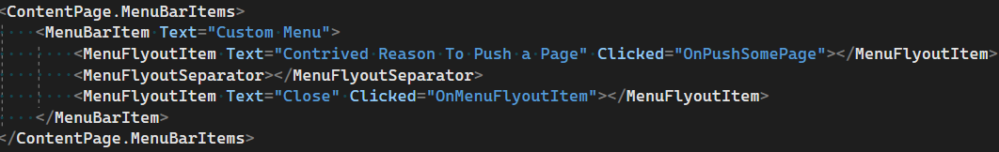 <ContentPage.MenuBarItems>
    <MenuBarItem Text="Custom Menu">
        <MenuFlyoutItem Text="Contrived Reason To Push a Page" Clicked="OnPushSomePage"></MenuFlyoutItem>
        <MenuFlyoutSeparator></MenuFlyoutSeparator>
        <MenuFlyoutItem Text="Close" Clicked="OnMenuFlyoutItem"></MenuFlyoutItem>
    </MenuBarItem>
</ContentPage.MenuBarItems>